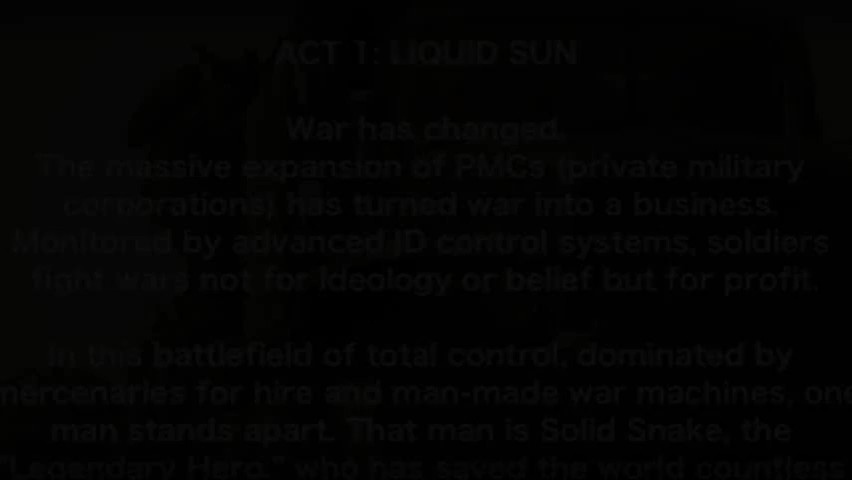 ACT 1: LIQUID SUN
War has changed.
The massive expansion of PMCs (private military
corporations) has turned war into a business.
Monitored by advanced ID control systems, soldiers
fight wars not for ideology or belief but for profit.
In this battlefield of total control, dominated by
mercenaries for hire and man-made war machines, one
man stands apart. That man is Solid Snake, the
"Legendary Hero," who has saved the world countless